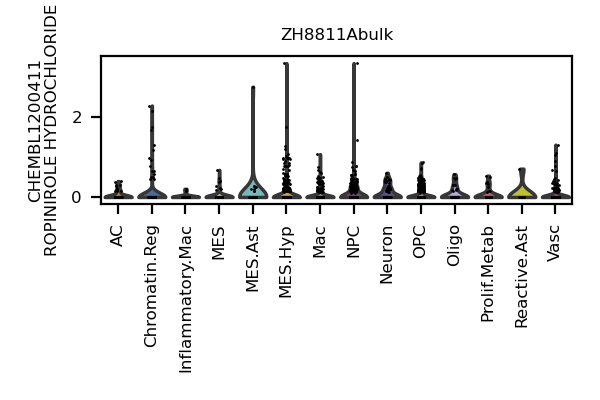 ZH8811Abulk
CHEMBL1200411
ROPINIROLE HYDROCHLORIDE
2
0
AC
Chromatin.Reg
Inflammatory.Mac
MES
MES.Ast
MES.Hyp
Mac
NPC
Neuron
OPC
Oligo
Prolif.Metab
Reactive.Ast
Vasc